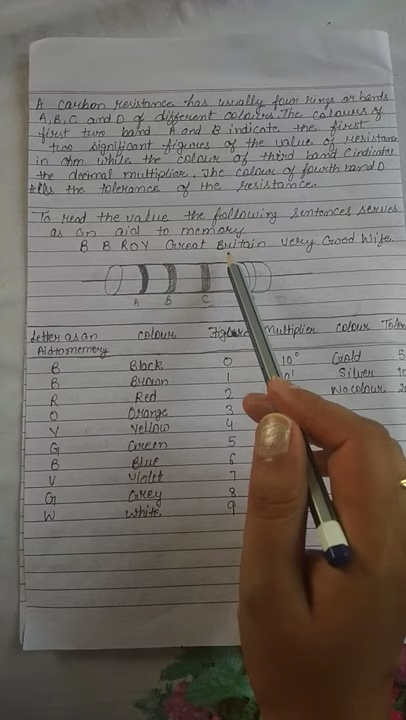 A carbon resistance has usually four rings or bands
A, B, C and D of different colours. The colours of
first two band A and B indicate the first
two significant figures of the value of resistance
in ohm while the colour of third band C indicates
the decimal multiplier. The colour of fourth band D
tells the tolerance of the resistance.
To read the value the following sentences serves
as an aid to memory.
B B ROY Great Britain Very Good Wife.
A B C
Letter as an Aid to memory Colour Figure Multiplier Colour
B Black 0 10⁰ Gold 5
B Brown 1 Silver
R Red 2 No colour
O Orange 3
Y Yellow 4
G Green 5
B Blue 6
V Violet 7
G Grey 8
W White 9